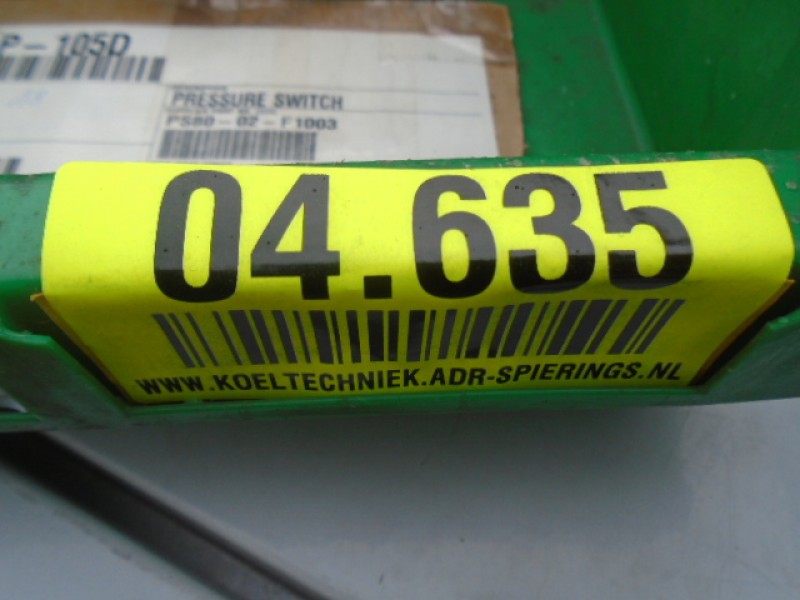 P-105D
PRESSURE SWITCH
PS80-02-F1003
04.635
WWW.KOELTECHNIEK.ADR-SPIERINGS.NL